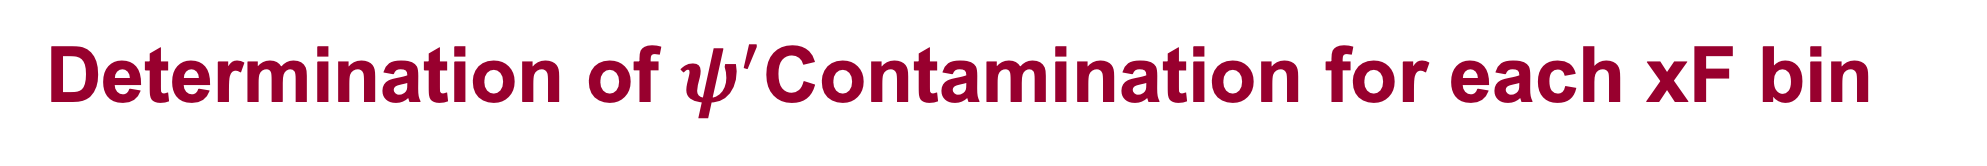 Determination of 𝝍′Contamination for each xF bin